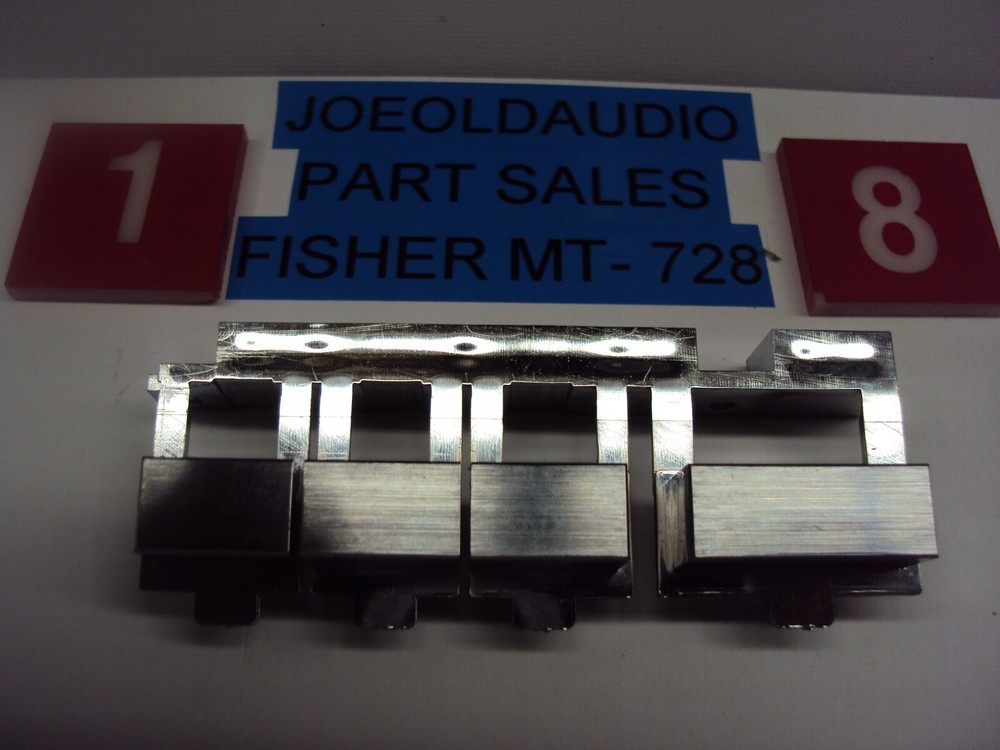 JOEOLDAUDIO
PART SALES
FISHER MT- 728
1
8